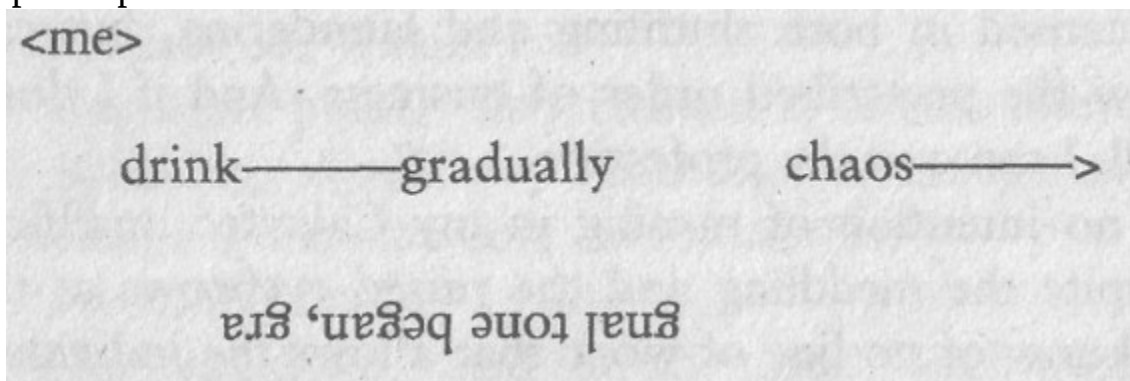 <me>
drink———gradually chaos———>
gnal tone began, gra